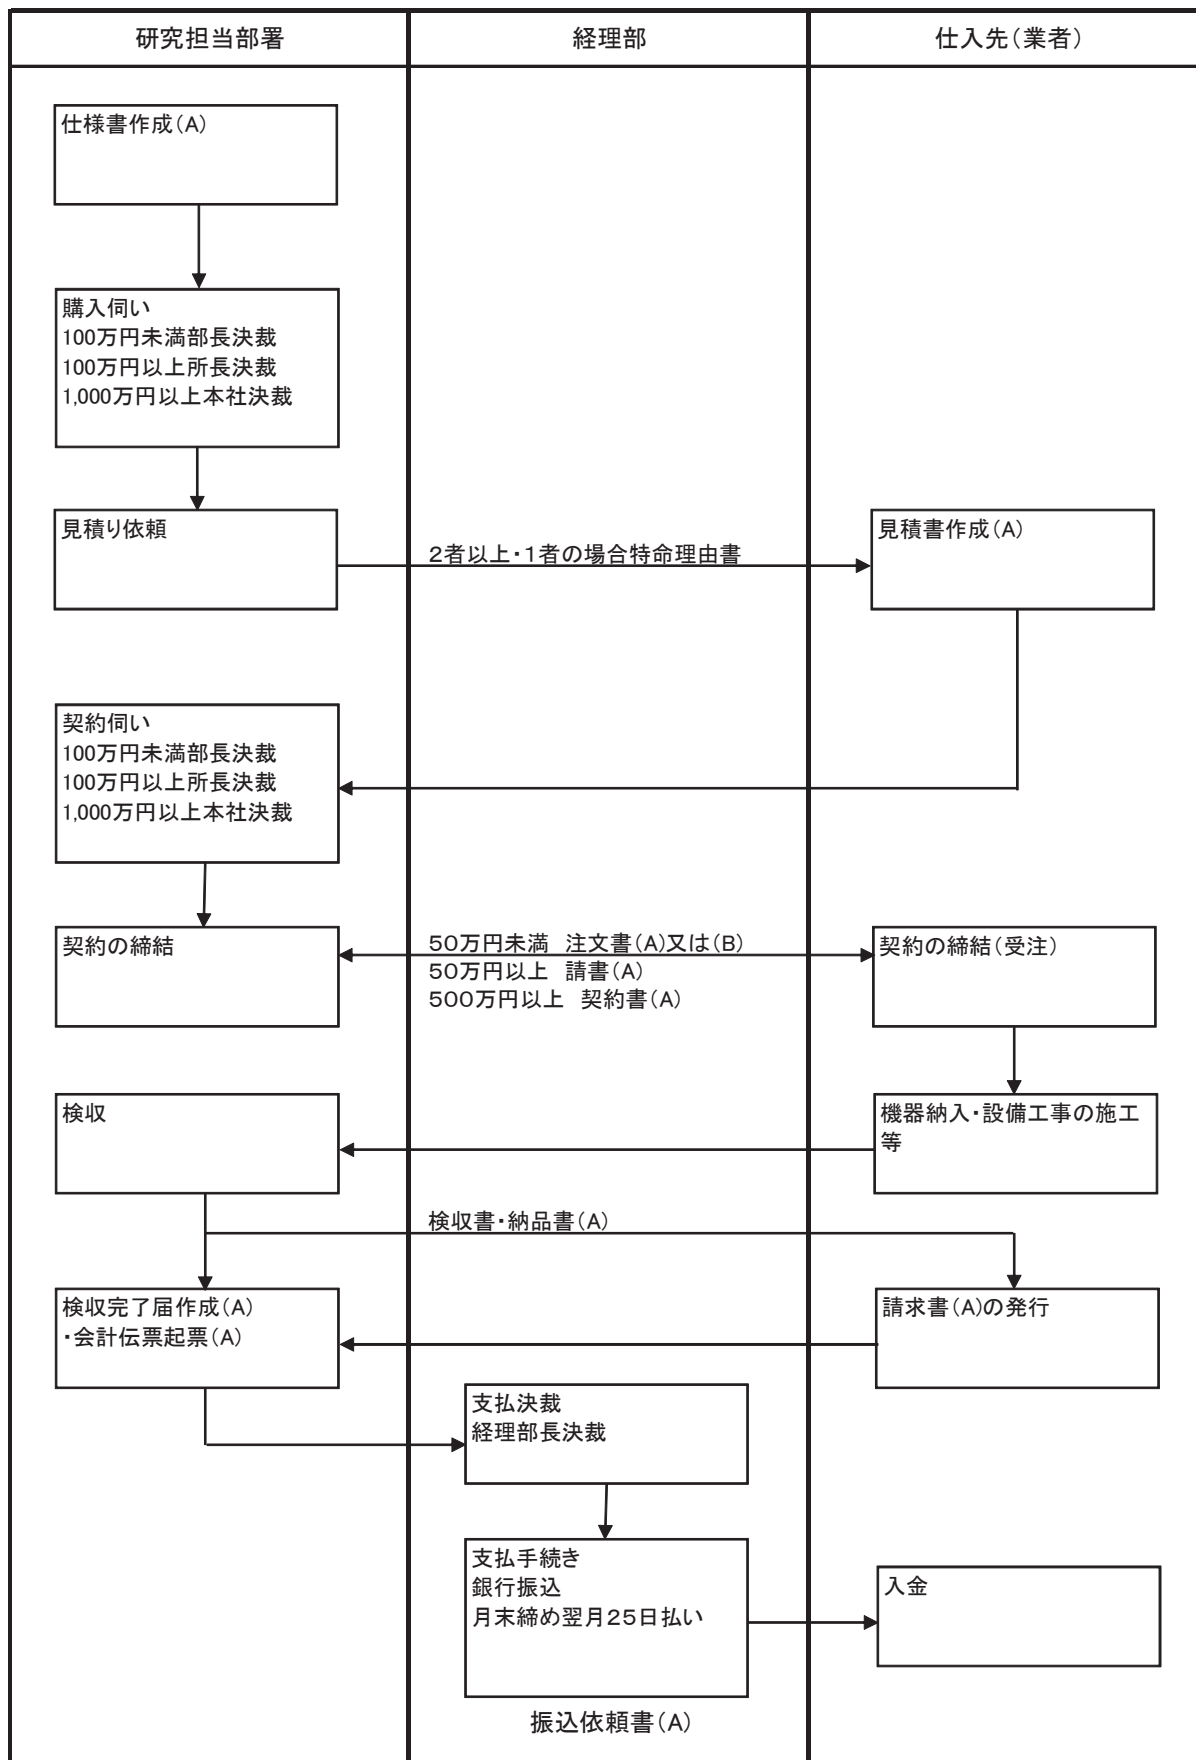 研究担当部署
経理部
仕入先（業者）
仕様書作成（A）
購入伺い
100万円未満部長決裁
100万円以上所長決裁
1,000万円以上本社決裁
見積り依頼
２者以上・１者の場合特命理由書
見積書作成（A）
契約伺い
100万円未満部長決裁
100万円以上所長決裁
1,000万円以上本社決裁
契約の締結
５０万円未満　注文書（A）又は（B）
５０万円以上　請書（A）
５００万円以上　契約書（A）
契約の締結（受注）
検収
機器納入・設備工事の施工
等
検収書・納品書（A）
検収完了届作成（A）
・会計伝票起票（A）
請求書（A）の発行
支払決裁
経理部長決裁
支払手続き
銀行振込
月末締め翌月２５日払い
入金
振込依頼書（A）